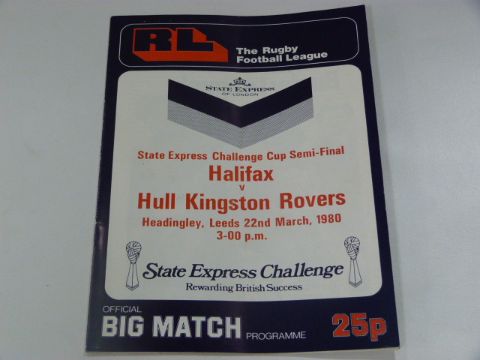 RL
The Rugby
Football League
STATE EXPRESS
OF LONDON
State Express Challenge Cup Semi-Final
Halifax
v
Hull Kingston Rovers
Headingley, Leeds 22nd March, 1980
3-00 p.m.
State Express Challenge
Rewarding British Success
OFFICIAL
BIG MATCH PROGRAMME
25p